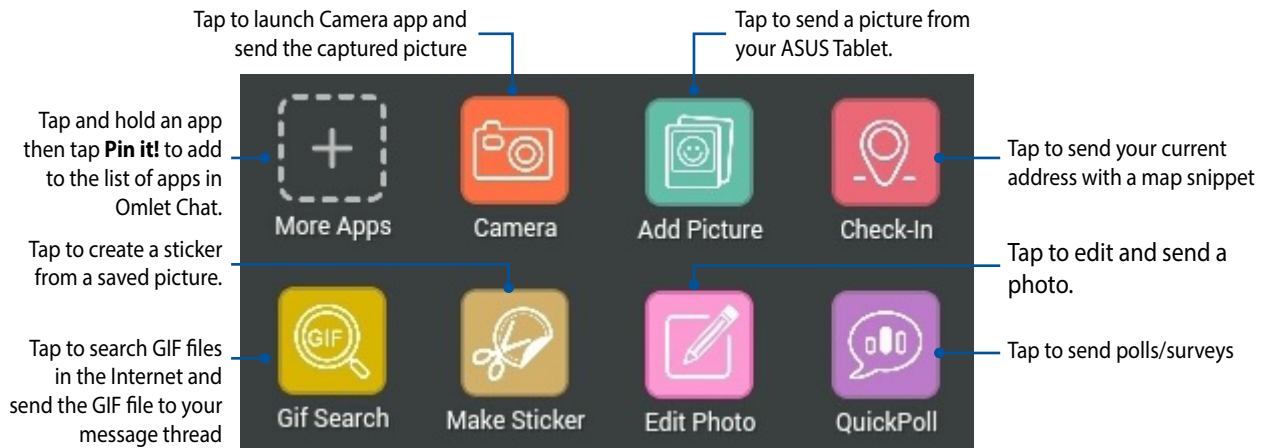 Tap to launch Camera app and
send the captured picture
Tap to send a picture from
your ASUS Tablet.
Tap and hold an app
then tap Pin it! to add
to the list of apps in
Omlet Chat.
Tap to send your current
address with a map snippet
More Apps
Camera
Add Picture
Check-In
Tap to create a sticker
from a saved picture.
Tap to edit and send a
photo.
GIF
Tap to search GIF files
in the Internet and
send the GIF file to your
message thread
Tap to send polls/surveys
Gif Search
Make Sticker
Edit Photo
QuickPoll